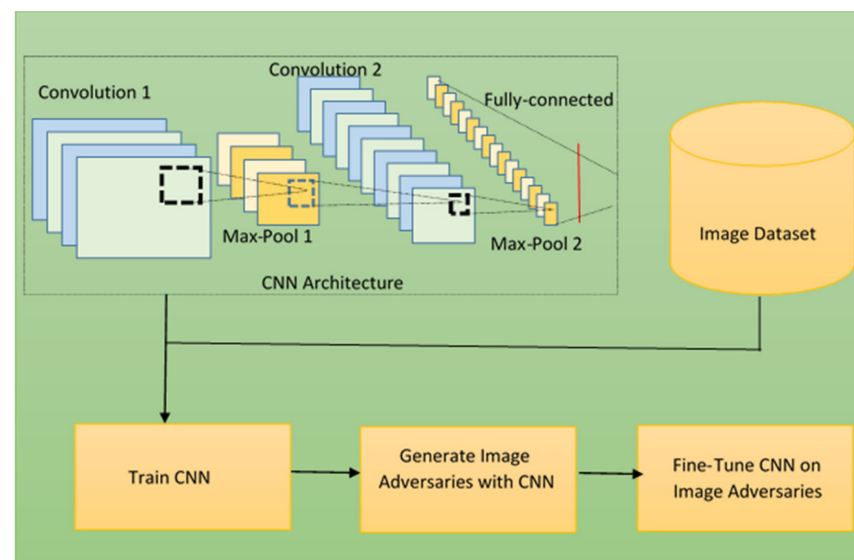 Convolution 1
Convolution 2
Fully-connected
Max-Pool 1
Max-Pool 2
CNN Architecture
Image Dataset
Train CNN
Generate Image
Adversaries with CNN
Fine-Tune CNN on
Image Adversaries